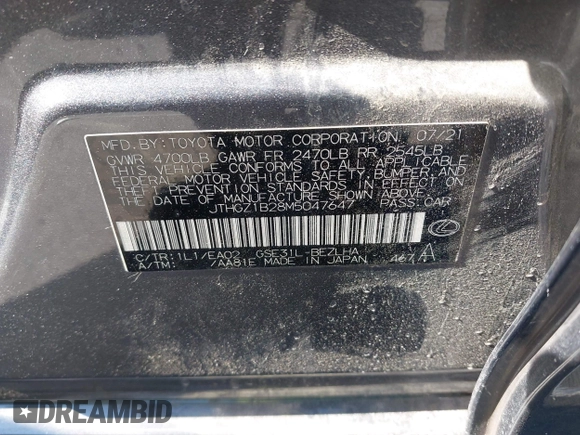 MFD.BY:TOYOTA MOTOR CORPORATION 07/21
GVWR 4700LB GAWR FR 2470LB RR 2545LB
THIS VEHICLE CONFORMS TO ALL APPLICABLE
FEDERAL MOTOR VEHICLE SAFETY, BUMPER, AND
THEFT PREVENTION STANDARDS IN EFFECT ON
THE DATE OF MANUFACTURE SHOWN ABOVE.
JTHGZ1B28M5047647 PASS.CAR
C/TR:1L1/EA02 GSE31L-BEZLHA
A/TM: /AA81E MADE IN JAPAN 467 A
DREAMBID